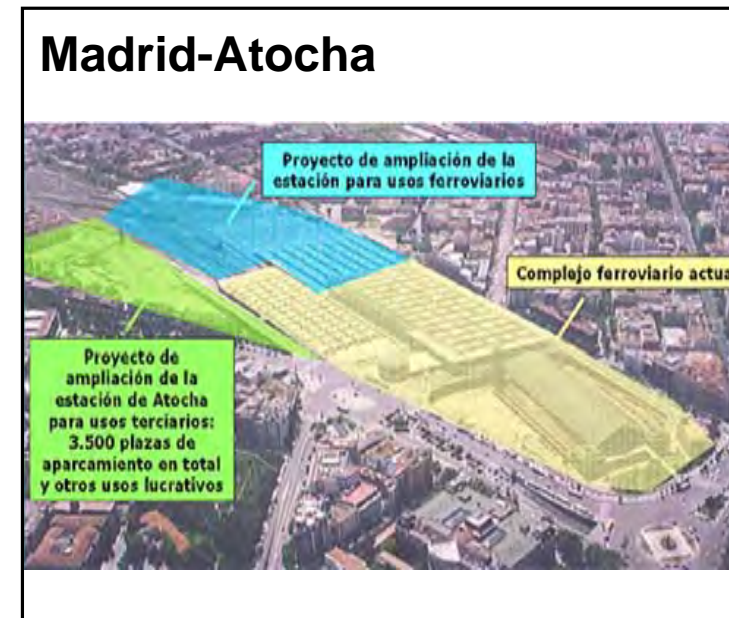 Madrid-Atocha
Proyecto de ampliación de la
estación para usos ferroviarios
Complejo ferroviario actua
Proyecto de
ampliación de la
estación de Atocha
para usos terciarios:
3.500 plazas de
aparcamiento en total
y otros usos lucrativos